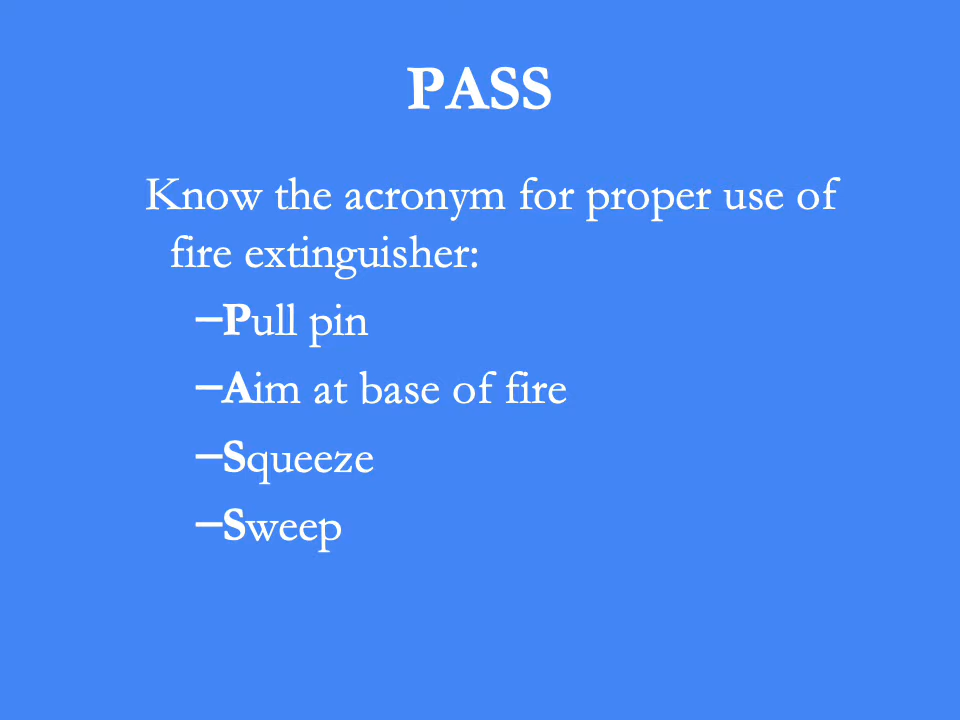 PASS
Know the acronym for proper use of
fire extinguisher:
–Pull pin
–Aim at base of fire
–Squeeze
–Sweep